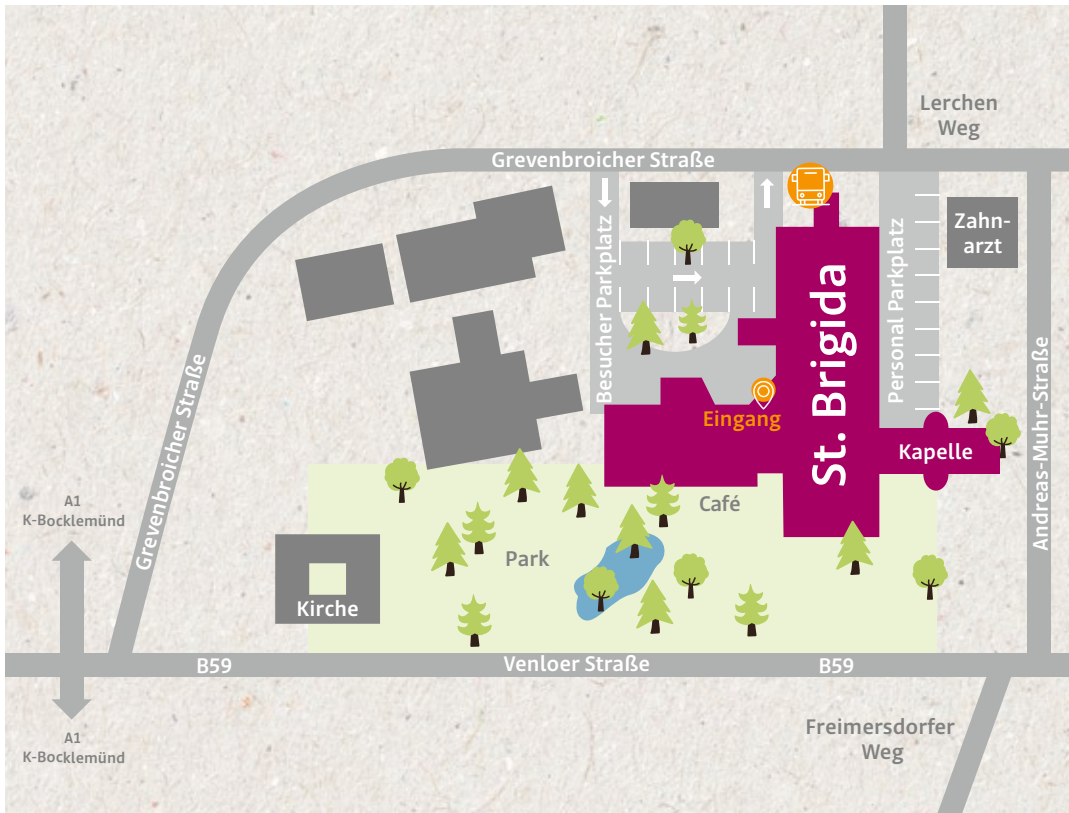 Lerchen
Weg
Grevenbroicher Straße
Zahn-
arzt
Besucher Parkplatz
Personal Parkplatz
St. Brigida
Grevenbroicher Straße
Andreas-Muhr-Straße
Eingang
Kapelle
A1
K-Bocklemünd
Café
Park
Kirche
B59
Venloer Straße
B59
Freimersdorfer
Weg
A1
K-Bocklemünd